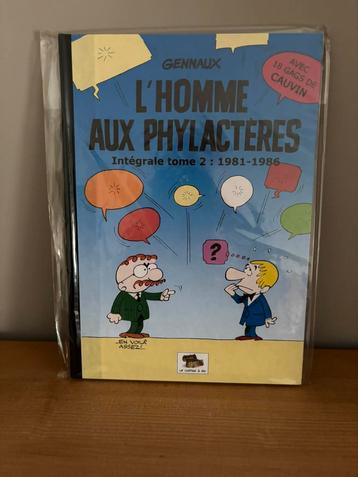 GENNAUX
AVEC
18 GAGS DE
CAUVIN
L'HOMME
AUX PHYLACTÈRES
Intégrale tome 2 : 1981-1986
?
..EN VOILÀ
ASSEZ!..